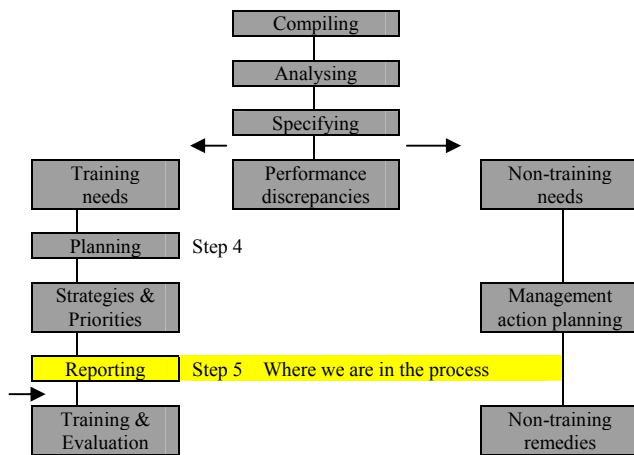 Compiling
Analysing
Specifying
Training
needs
Performance
discrepancies
Non-training
needs
Planning Step 4
Strategies &
Priorities
Management
action planning
Reporting Step 5 Where we are in the process
Training &
Evaluation
Non-training
remedies